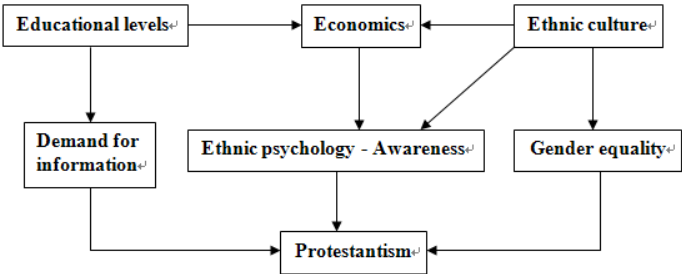 Educational levels
Economics
Ethnic culture
Demand for
information
Ethnic psychology - Awareness
Gender equality
Protestantism